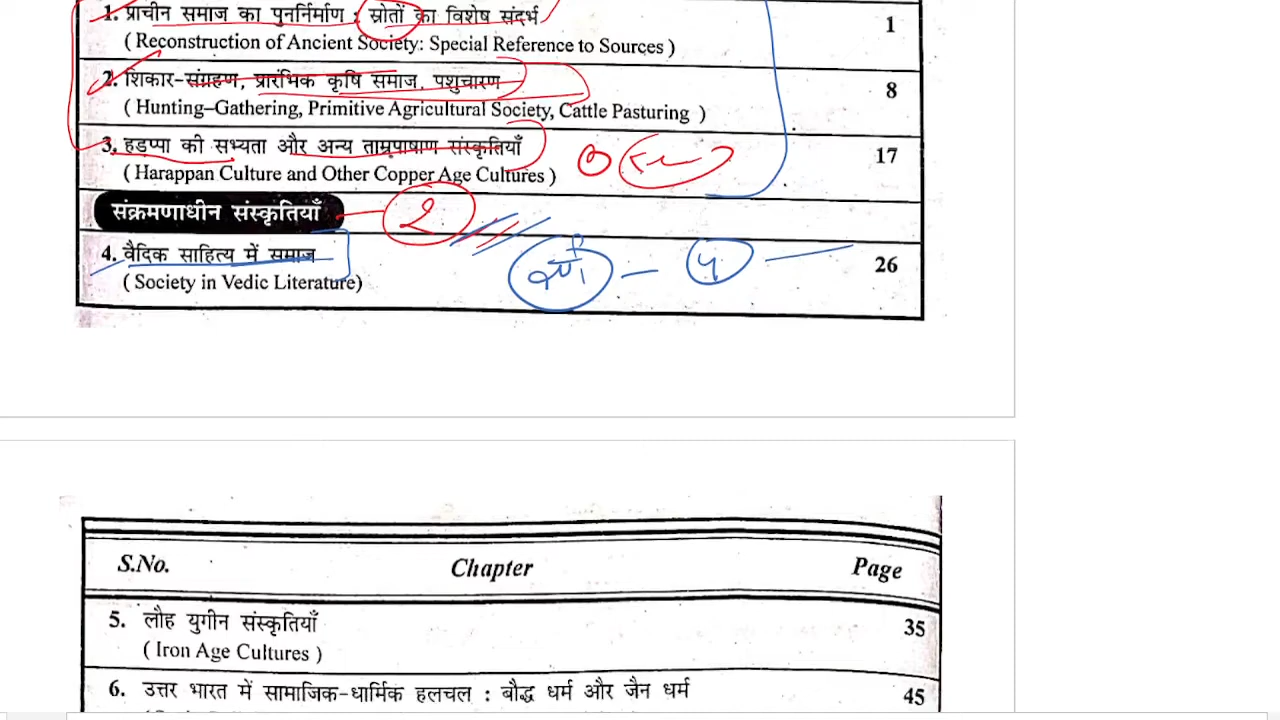 1. प्राचीन समाज का पुनर्निर्माण : स्रोतों का विशेष संदर्भ 1
( Reconstruction of Ancient Society: Special Reference to Sources )
2. शिकार-संग्रहण, प्रारंभिक कृषि समाज, पशुचारण 8
( Hunting–Gathering, Primitive Agricultural Society, Cattle Pasturing )
3. हड़प्पा की सभ्यता और अन्य ताम्रपाषाण संस्कृतियाँ 17
( Harappan Culture and Other Copper Age Cultures )
संक्रमणाधीन संस्कृतियाँ 2
4. वैदिक साहित्य में समाज 26
( Society in Vedic Literature)
S.No. Chapter Page
5. लौह युगीन संस्कृतियाँ 35
( Iron Age Cultures )
6. उत्तर भारत में सामाजिक-धार्मिक हलचल : बौद्ध धर्म और जैन धर्म 45